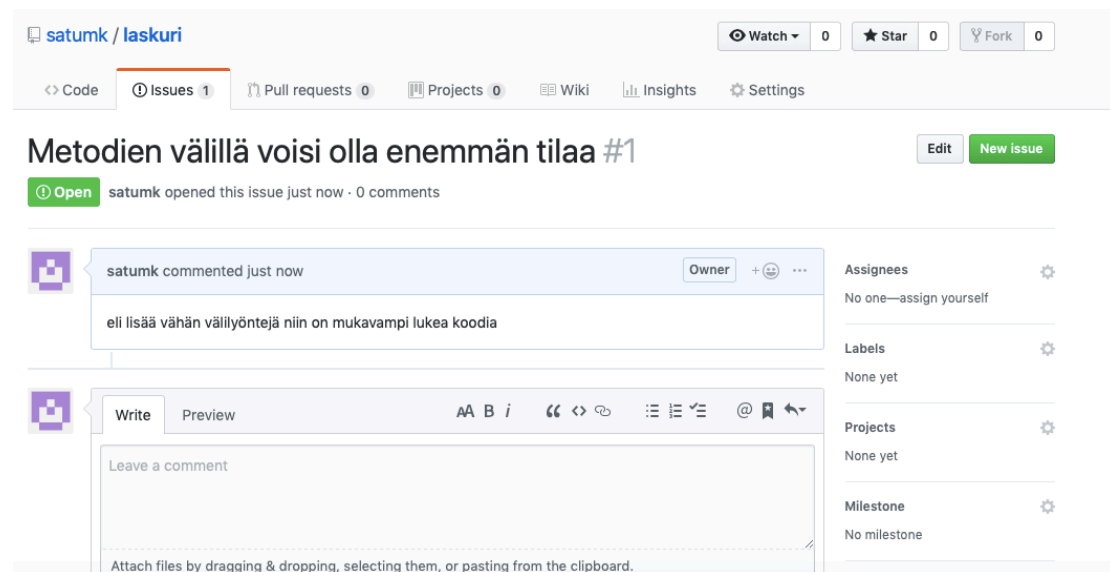 satumk / laskuri
Watch 0 Star 0 Fork 0
Code Issues 1 Pull requests 0 Projects 0 Wiki Insights Settings
Metodien välillä voisi olla enemmän tilaa #1
Edit New issue
Open satumk opened this issue just now · 0 comments
satumk commented just now Owner
eli lisää vähän välilyöntejä niin on mukavampi lukea koodia
Assignees
No one—assign yourself
Labels
None yet
Projects
None yet
Milestone
No milestone
Write Preview
Leave a comment
Attach files by dragging & dropping, selecting them, or pasting from the clipboard.